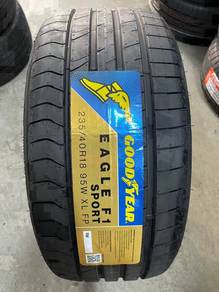 GOODYEAR
EAGLE F1
SPORT
235/40R18 95W XL FP